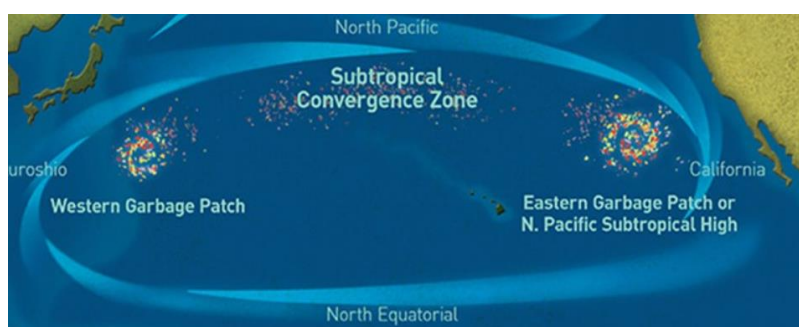 North Pacific
Subtropical
Convergence Zone
uroshio
California
Western Garbage Patch
Eastern Garbage Patch or
N. Pacific Subtropical High
North Equatorial